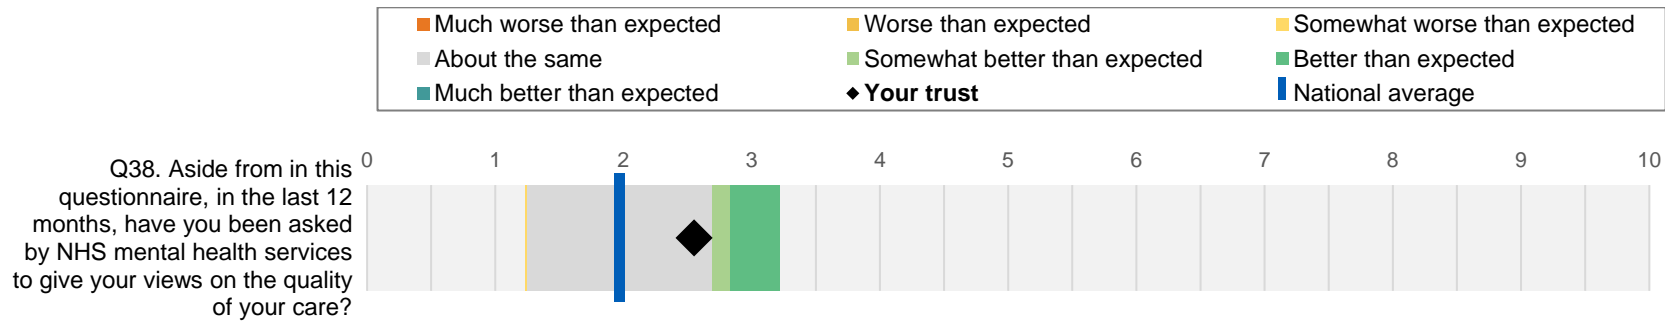 Much worse than expected
Worse than expected
Somewhat worse than expected
About the same
Somewhat better than expected
Better than expected
Much better than expected
Your trust
National average
0 1 2 3 4 5 6 7 8 9 10
Q38. Aside from in this
questionnaire, in the last 12
months, have you been asked
by NHS mental health services
to give your views on the quality
of your care?